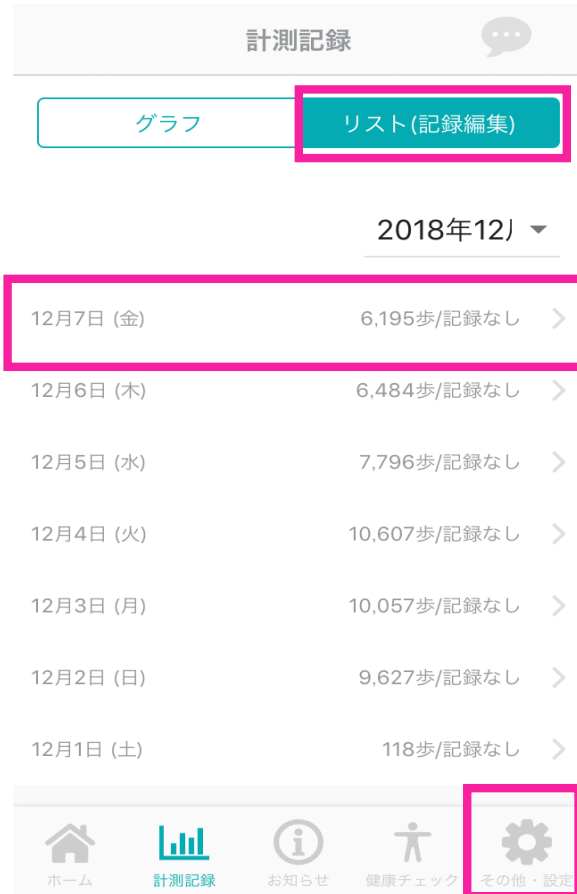 計測記録
グラフ
リスト(記録編集)
2018年12月
12月7日 (金) 6,195歩/記録なし
12月6日 (木) 6,484歩/記録なし
12月5日 (水) 7,796歩/記録なし
12月4日 (火) 10,607歩/記録なし
12月3日 (月) 10,057歩/記録なし
12月2日 (日) 9,627歩/記録なし
12月1日 (土) 118歩/記録なし
ホーム 計測記録 お知らせ 健康チェック その他・設定